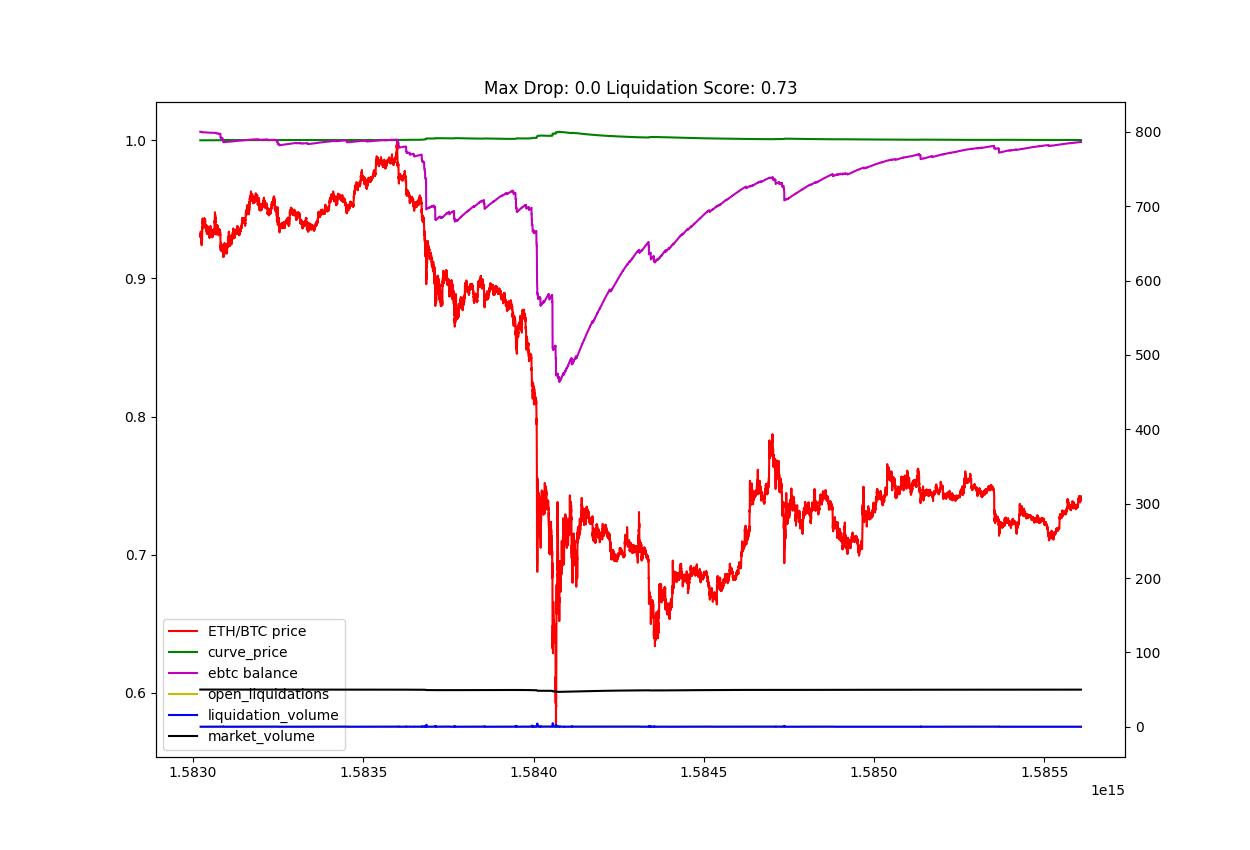 Max Drop: 0.0 Liquidation Score: 0.73
1.0
0.9
0.8
0.7
0.6
800
700
600
500
400
300
200
100
0
ETH/BTC price
curve_price
ebtc balance
open_liquidations
liquidation_volume
market_volume
1.5830 1.5835 1.5840 1.5845 1.5850 1.5855
1e15